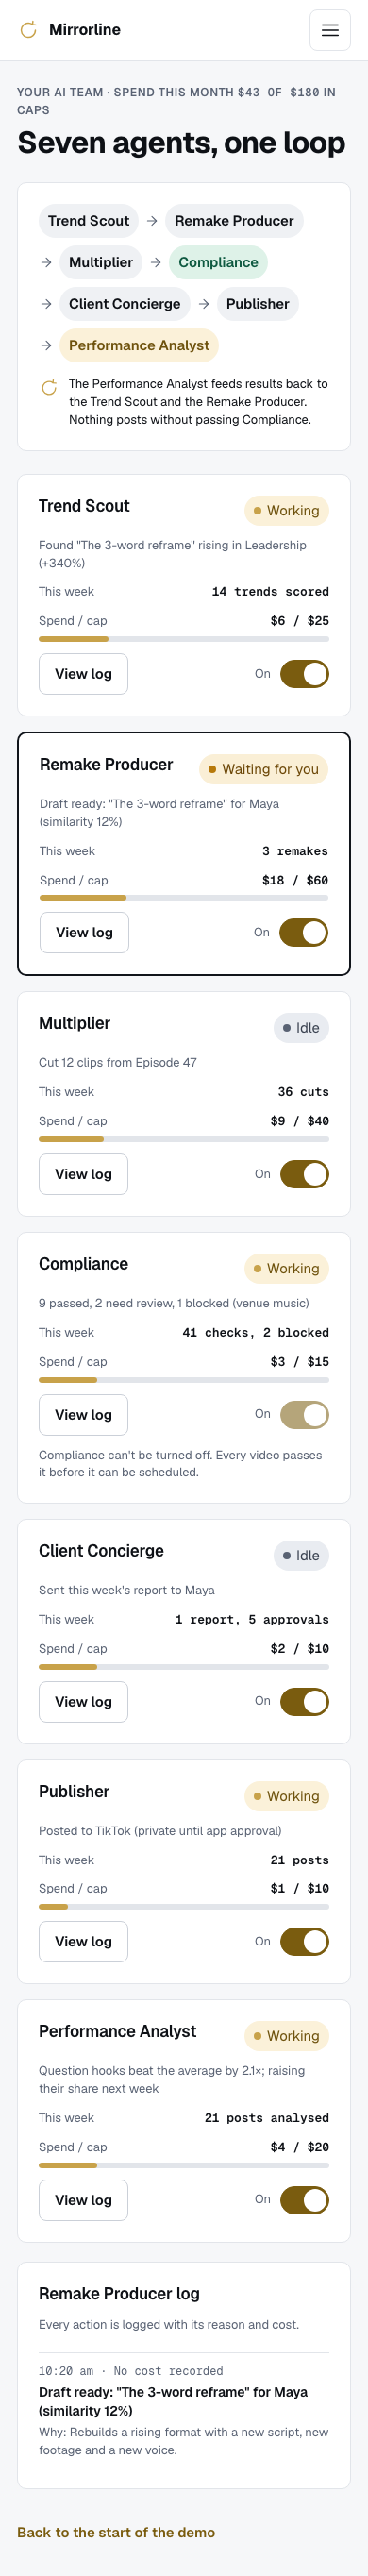 Mirrorline
YOUR AI TEAM · SPEND THIS MONTH $43 OF $180 IN
CAPS
Seven agents, one loop
Trend Scout → Remake Producer
→ Multiplier → Compliance
→ Client Concierge → Publisher
→ Performance Analyst
The Performance Analyst feeds results back to
the Trend Scout and the Remake Producer.
Nothing posts without passing Compliance.
Trend Scout Working
Found "The 3-word reframe" rising in Leadership
(+340%)
This week 14 trends scored
Spend / cap $6 / $25
View log On
Remake Producer Waiting for you
Draft ready: "The 3-word reframe" for Maya
(similarity 12%)
This week 3 remakes
Spend / cap $18 / $60
View log On
Multiplier Idle
Cut 12 clips from Episode 47
This week 36 cuts
Spend / cap $9 / $40
View log On
Compliance Working
9 passed, 2 need review, 1 blocked (venue music)
This week 41 checks, 2 blocked
Spend / cap $3 / $15
View log On
Compliance can't be turned off. Every video passes
it before it can be scheduled.
Client Concierge Idle
Sent this week's report to Maya
This week 1 report, 5 approvals
Spend / cap $2 / $10
View log On
Publisher Working
Posted to TikTok (private until app approval)
This week 21 posts
Spend / cap $1 / $10
View log On
Performance Analyst Working
Question hooks beat the average by 2.1×; raising
their share next week
This week 21 posts analysed
Spend / cap $4 / $20
View log On
Remake Producer log
Every action is logged with its reason and cost.
10:20 am · No cost recorded
Draft ready: "The 3-word reframe" for Maya
(similarity 12%)
Why: Rebuilds a rising format with a new script, new
footage and a new voice.
Back to the start of the demo